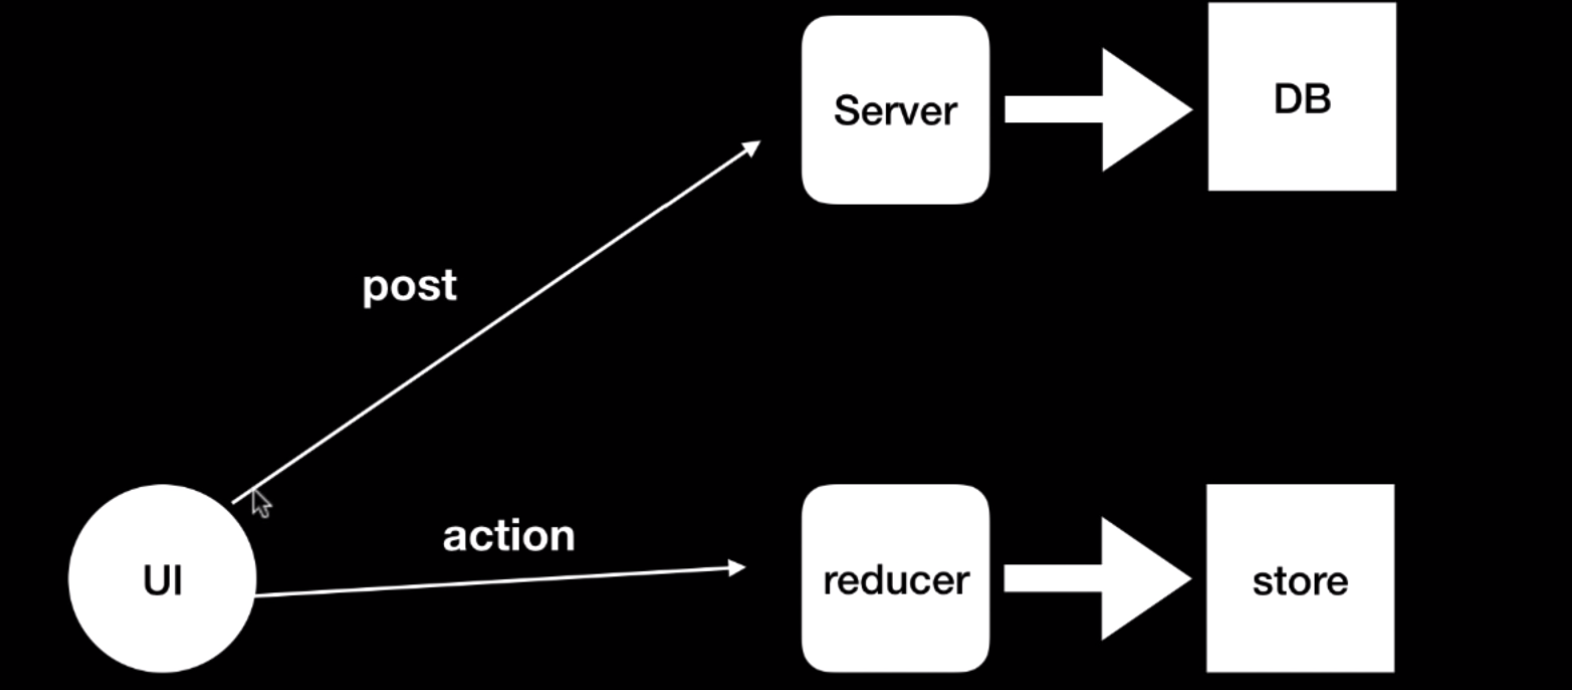 Server
DB
post
action
UI
reducer
store